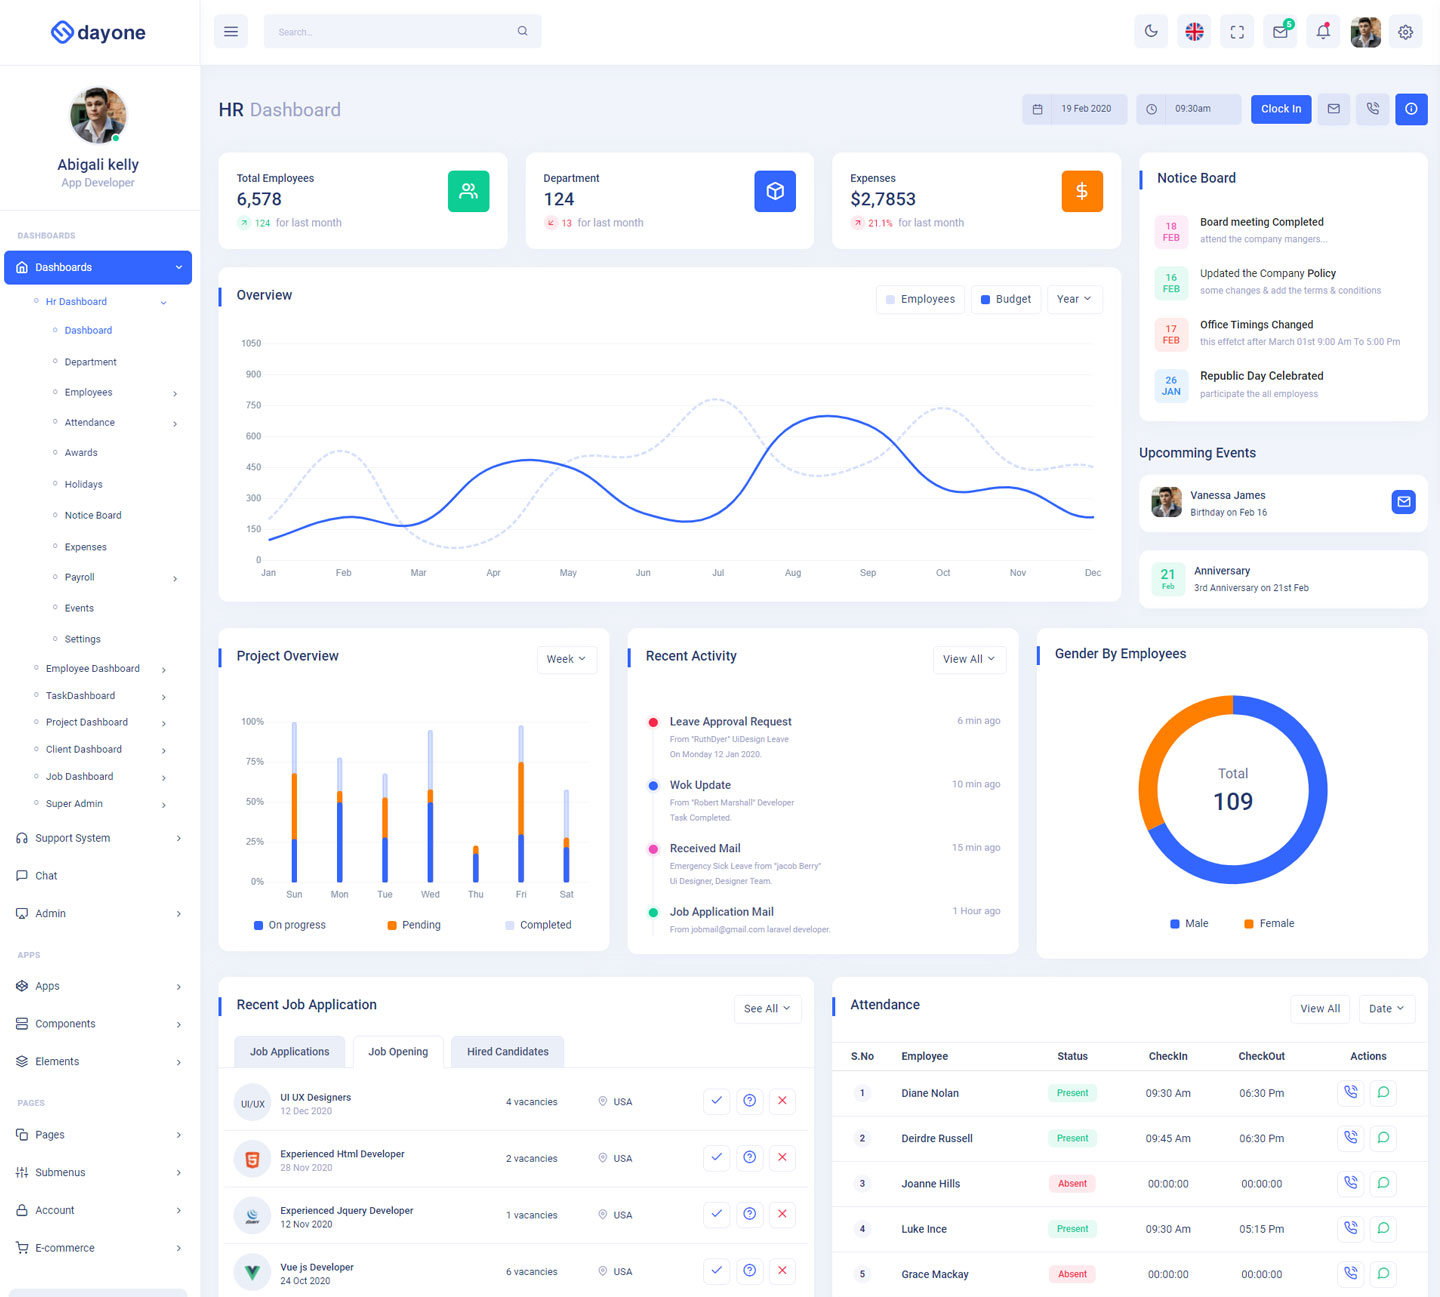 dayone
Search...
5
Abigali kelly
App Developer
DASHBOARDS
Dashboards
Hr Dashboard
Dashboard
Department
Employees
Attendance
Awards
Holidays
Notice Board
Expenses
Payroll
Events
Settings
Employee Dashboard
TaskDashboard
Project Dashboard
Client Dashboard
Job Dashboard
Super Admin
Support System
Chat
Admin
APPS
Apps
Components
Elements
PAGES
Pages
Submenus
Account
E-commerce
HR Dashboard
19 Feb 2020
09:30am
Clock In
Total Employees
6,578
124 for last month
Department
124
13 for last month
Expenses
$2,7853
21.1% for last month
Overview
Employees
Budget
Year
1050
900
750
600
450
300
150
0
Jan Feb Mar Apr May Jun Jul Aug Sep Oct Nov Dec
Notice Board
18 FEB
Board meeting Completed
attend the company mangers...
16 FEB
Updated the Company Policy
some changes & add the terms & conditions
17 FEB
Office Timings Changed
this effetct after March 01st 9:00 Am To 5:00 Pm
26 JAN
Republic Day Celebrated
participate the all employess
Upcomming Events
Vanessa James
Birthday on Feb 16
21 Feb
Anniversary
3rd Anniversary on 21st Feb
Project Overview
Week
100%
75%
50%
25%
0%
Sun Mon Tue Wed Thu Fri Sat
On progress Pending Completed
Recent Activity
View All
Leave Approval Request 6 min ago
From "RuthDyer" UiDesign Leave
On Monday 12 Jan 2020.
Wok Update 10 min ago
From "Robert Marshall" Developer
Task Completed.
Received Mail 15 min ago
Emergency Sick Leave from "jacob Berry"
Ui Designer, Designer Team.
Job Application Mail 1 Hour ago
From jobmail@gmail.com laravel developer.
Gender By Employees
Total
109
Male Female
Recent Job Application
See All
Job Applications Job Opening Hired Candidates
UI/UX
UI UX Designers
12 Dec 2020
4 vacancies USA
Experienced Html Developer
28 Nov 2020
2 vacancies USA
Experienced Jquery Developer
12 Nov 2020
1 vacancies USA
Vue js Developer
24 Oct 2020
6 vacancies USA
Attendance
View All
Date
S.No Employee Status CheckIn CheckOut Actions
1 Diane Nolan Present 09:30 Am 06:30 Pm
2 Deirdre Russell Present 09:45 Am 06:30 Pm
3 Joanne Hills Absent 00:00:00 00:00:00
4 Luke Ince Present 09:30 Am 05:15 Pm
5 Grace Mackay Absent 00:00:00 00:00:00